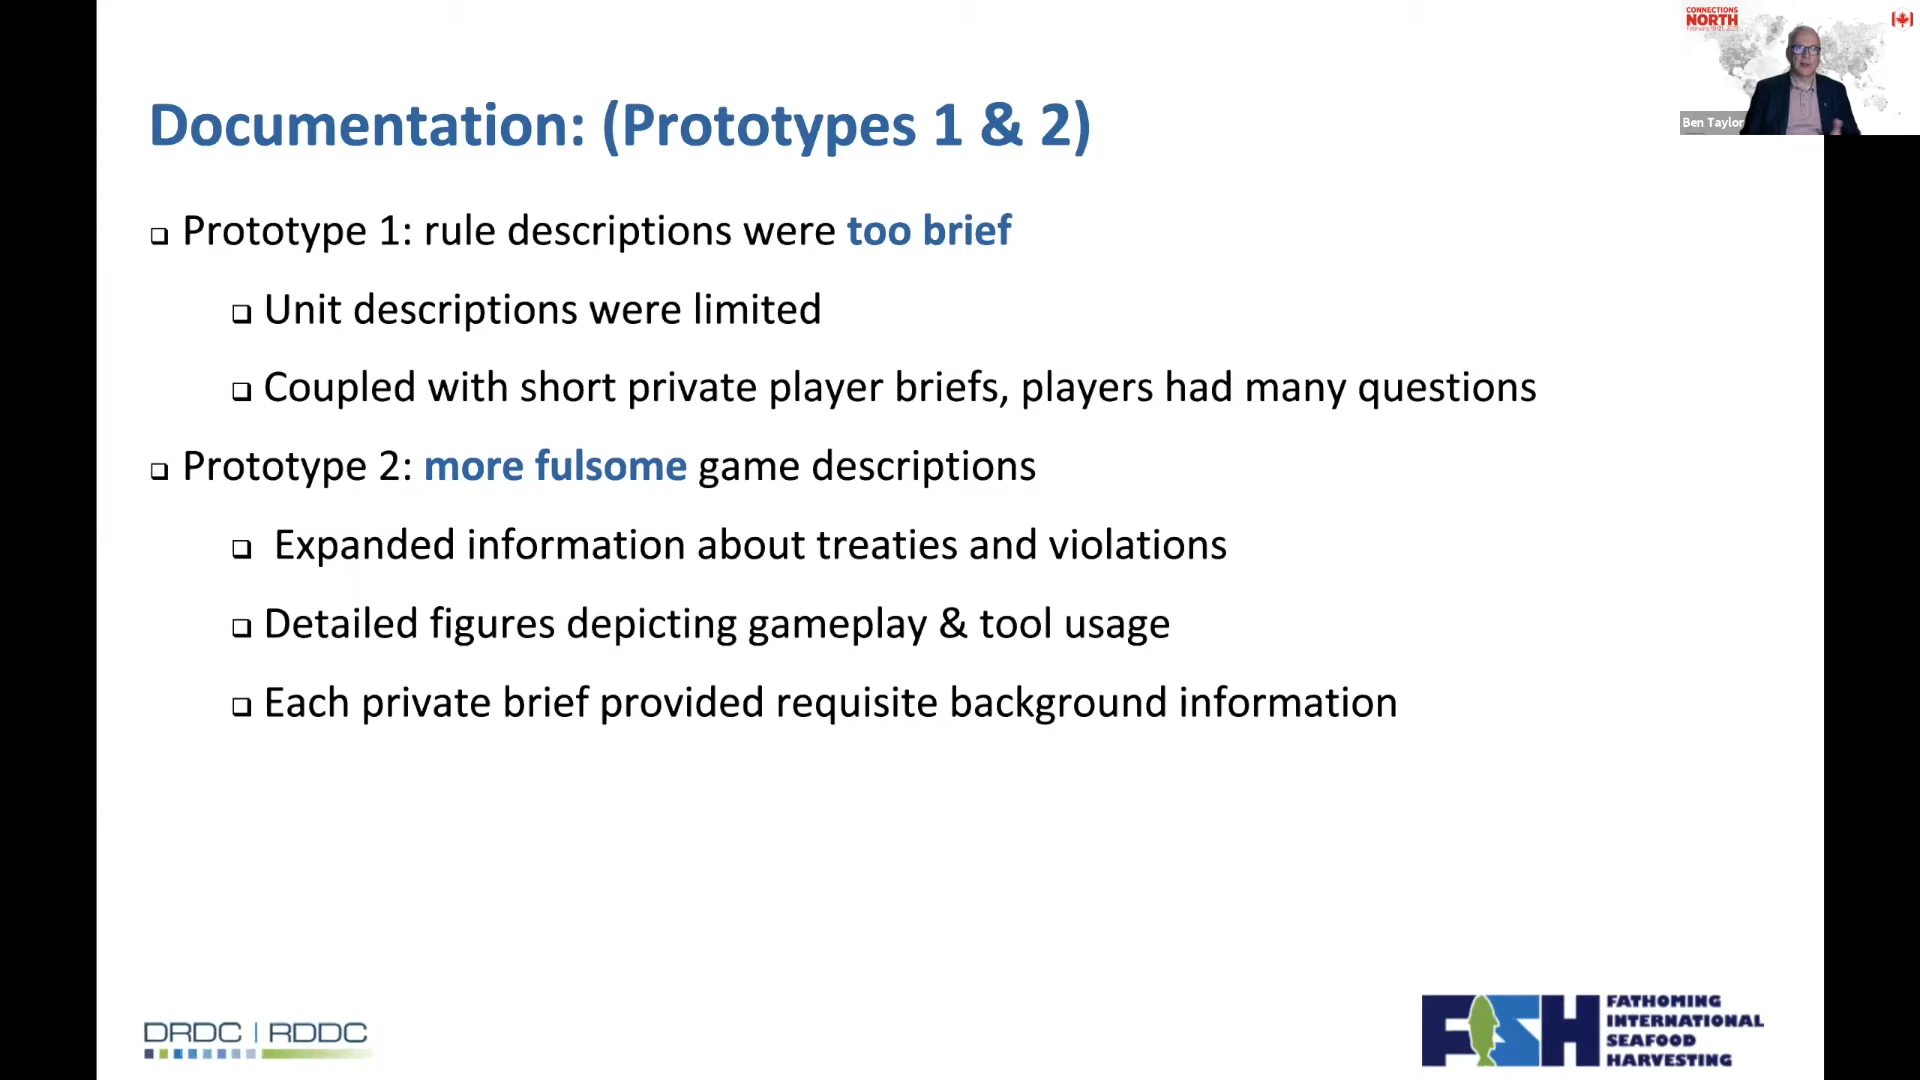 CONNECTIONS
NORTH
Ben Taylor
Documentation: (Prototypes 1 & 2)
❑ Prototype 1: rule descriptions were too brief
❑ Unit descriptions were limited
❑ Coupled with short private player briefs, players had many questions
❑ Prototype 2: more fulsome game descriptions
❑ Expanded information about treaties and violations
❑ Detailed figures depicting gameplay & tool usage
❑ Each private brief provided requisite background information
DRDC | RDDC
FISH
FATHOMING
INTERNATIONAL
SEAFOOD
HARVESTING